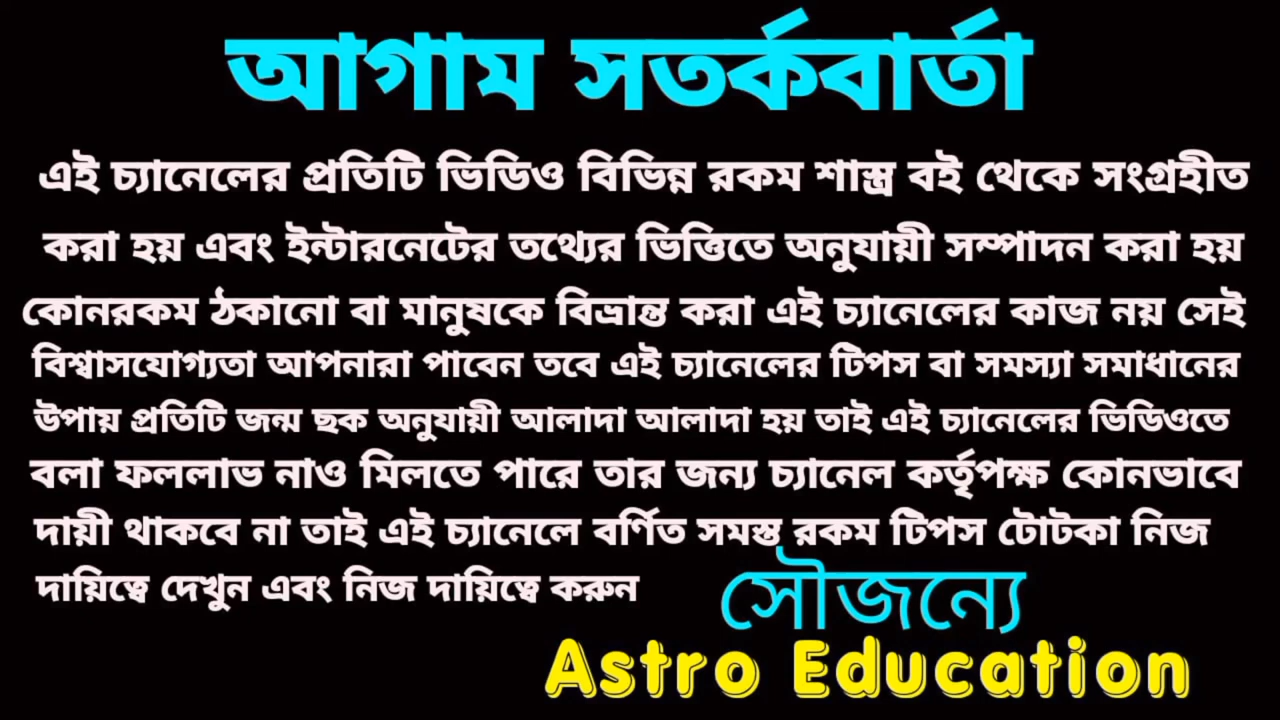 আগাম সতর্কবার্তা
এই চ্যানেলের প্রতিটি ভিডিও বিভিন্ন রকম শাস্ত্র বই থেকে সংগ্রহীত
করা হয় এবং ইন্টারনেটের তথ্যের ভিত্তিতে অনুযায়ী সম্পাদন করা হয়
কোনরকম ঠকানো বা মানুষকে বিভ্রান্ত করা এই চ্যানেলের কাজ নয় সেই
বিশ্বাসযোগ্যতা আপনারা পাবেন তবে এই চ্যানেলের টিপস বা সমস্যা সমাধানের
উপায় প্রতিটি জন্ম ছক অনুযায়ী আলাদা আলাদা হয় তাই এই চ্যানেলের ভিডিওতে
বলা ফললাভ নাও মিলতে পারে তার জন্য চ্যানেল কর্তৃপক্ষ কোনভাবে
দায়ী থাকবে না তাই এই চ্যানেলে বর্ণিত সমস্ত রকম টিপস টোটকা নিজ
দায়িত্বে দেখুন এবং নিজ দায়িত্বে করুন
সৌজন্যে
Astro Education